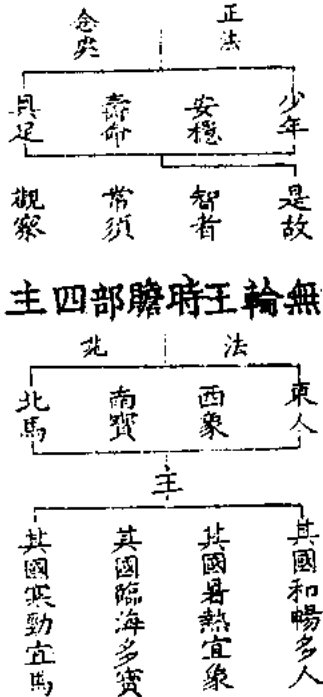 正法
念処
少年
安穩
壽命
具足
是故
智者
常須
觀察
無輪王時贍部四主
法
北
東人
西象
南寶
北馬
主
其國和暢多人
其國暑熱宜象
其國臨海多寶
其國寒勁宜馬